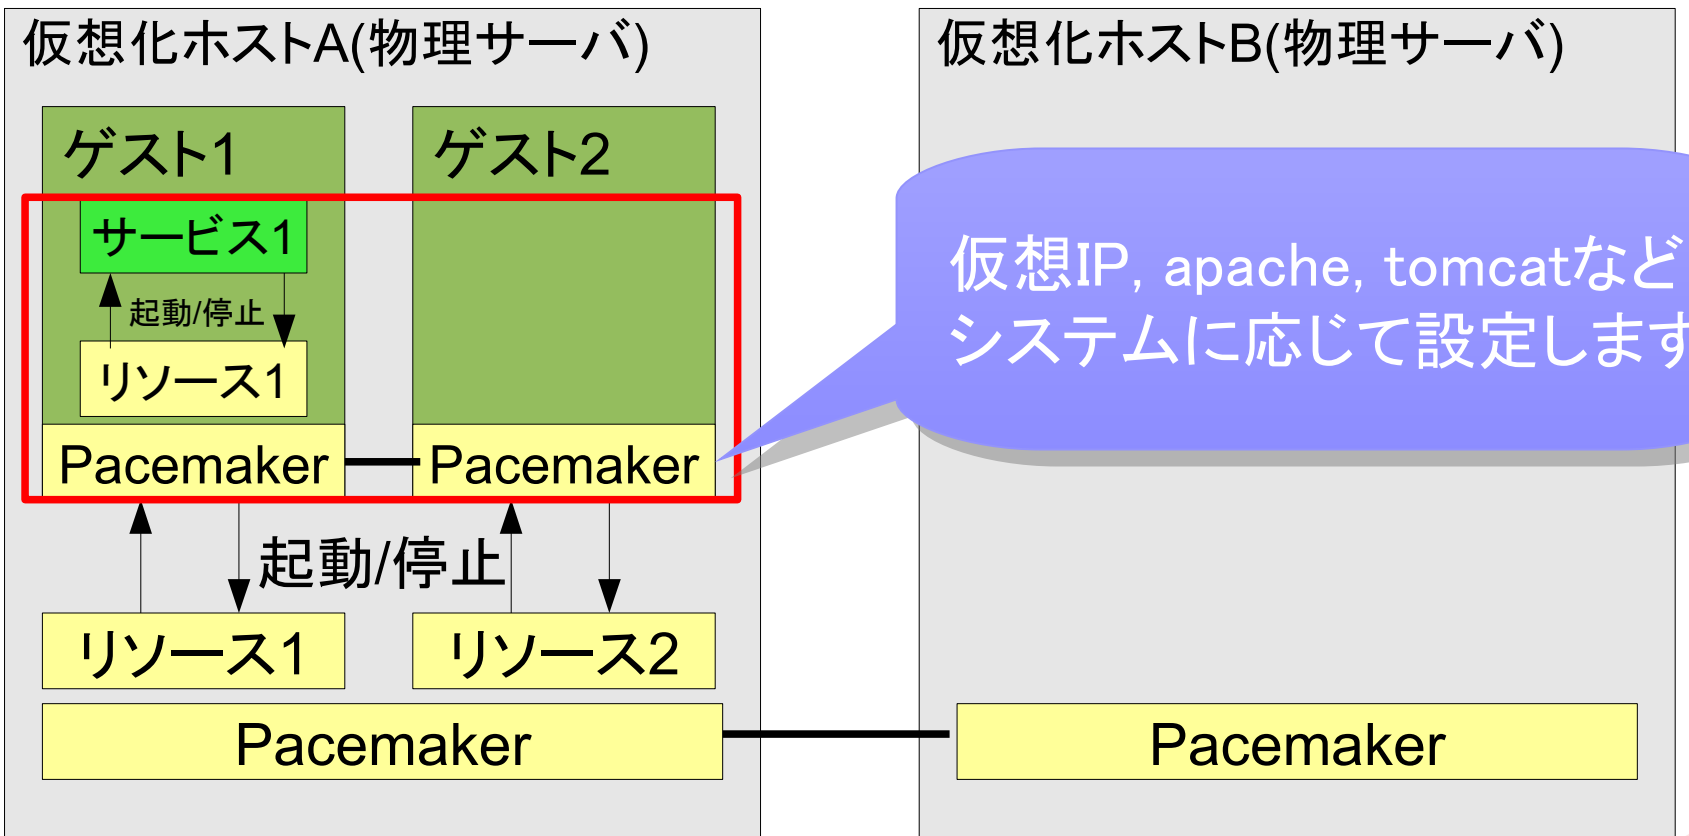 仮想化ホストA(物理サーバ)
仮想化ホストB(物理サーバ)
ゲスト1
ゲスト2
サービス1
起動/停止
リソース1
仮想IP, apache, tomcatなど
システムに応じて設定します
Pacemaker
Pacemaker
起動/停止
リソース1
リソース2
Pacemaker
Pacemaker